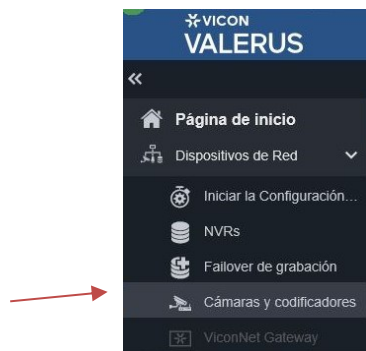 VICON
VALERUS
«
Página de inicio
Dispositivos de Red
Iniciar la Configuración...
NVRs
Failover de grabación
Cámaras y codificadores
ViconNet Gateway